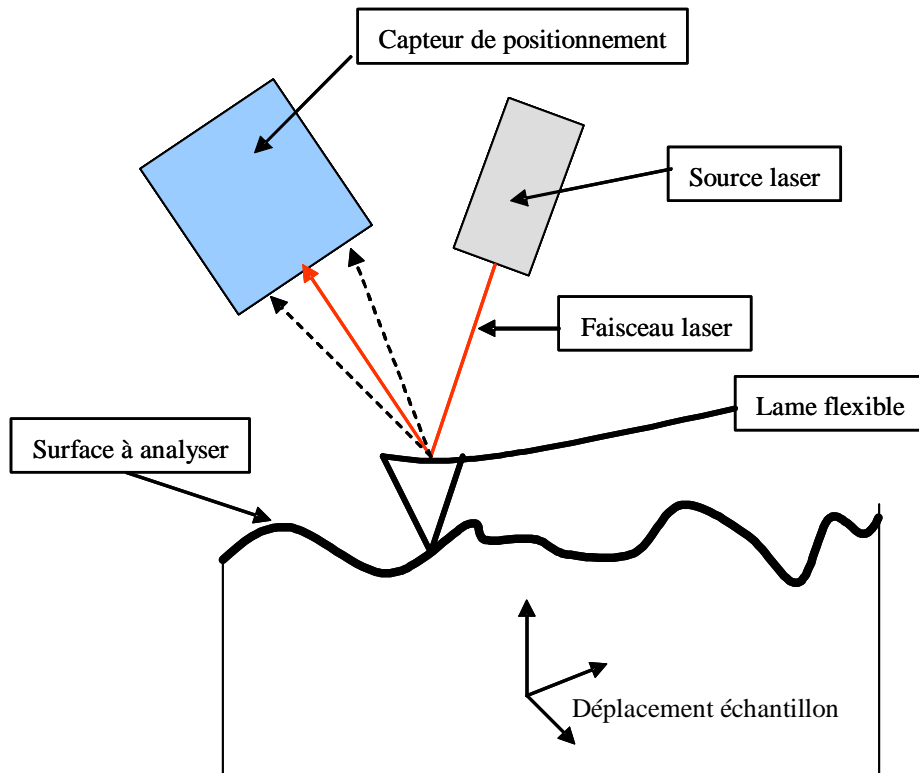 Capteur de positionnement
Source laser
Faisceau laser
Lame flexible
Surface à analyser
Déplacement échantillon